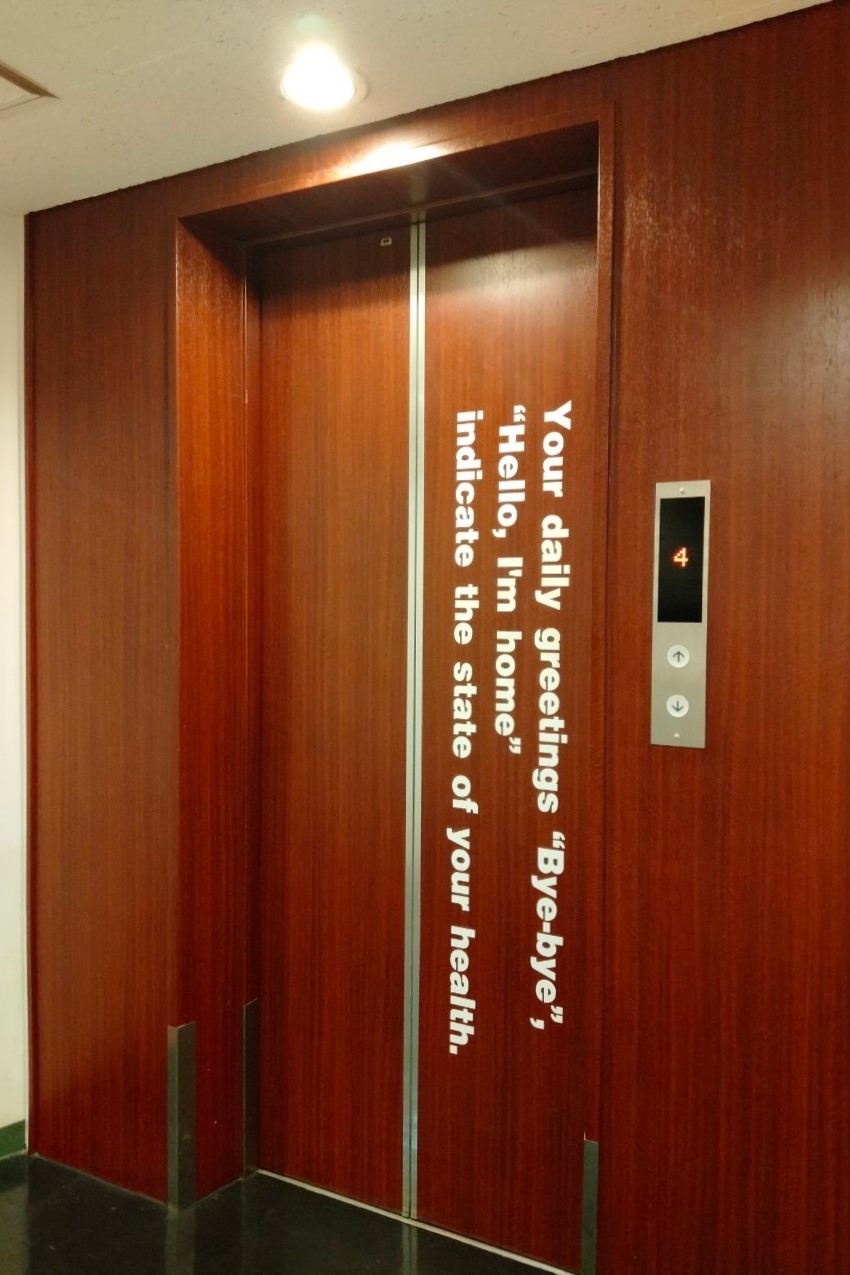 Your daily greetings “Bye-bye”,
“Hello, I'm home”
indicate the state of your health.
4